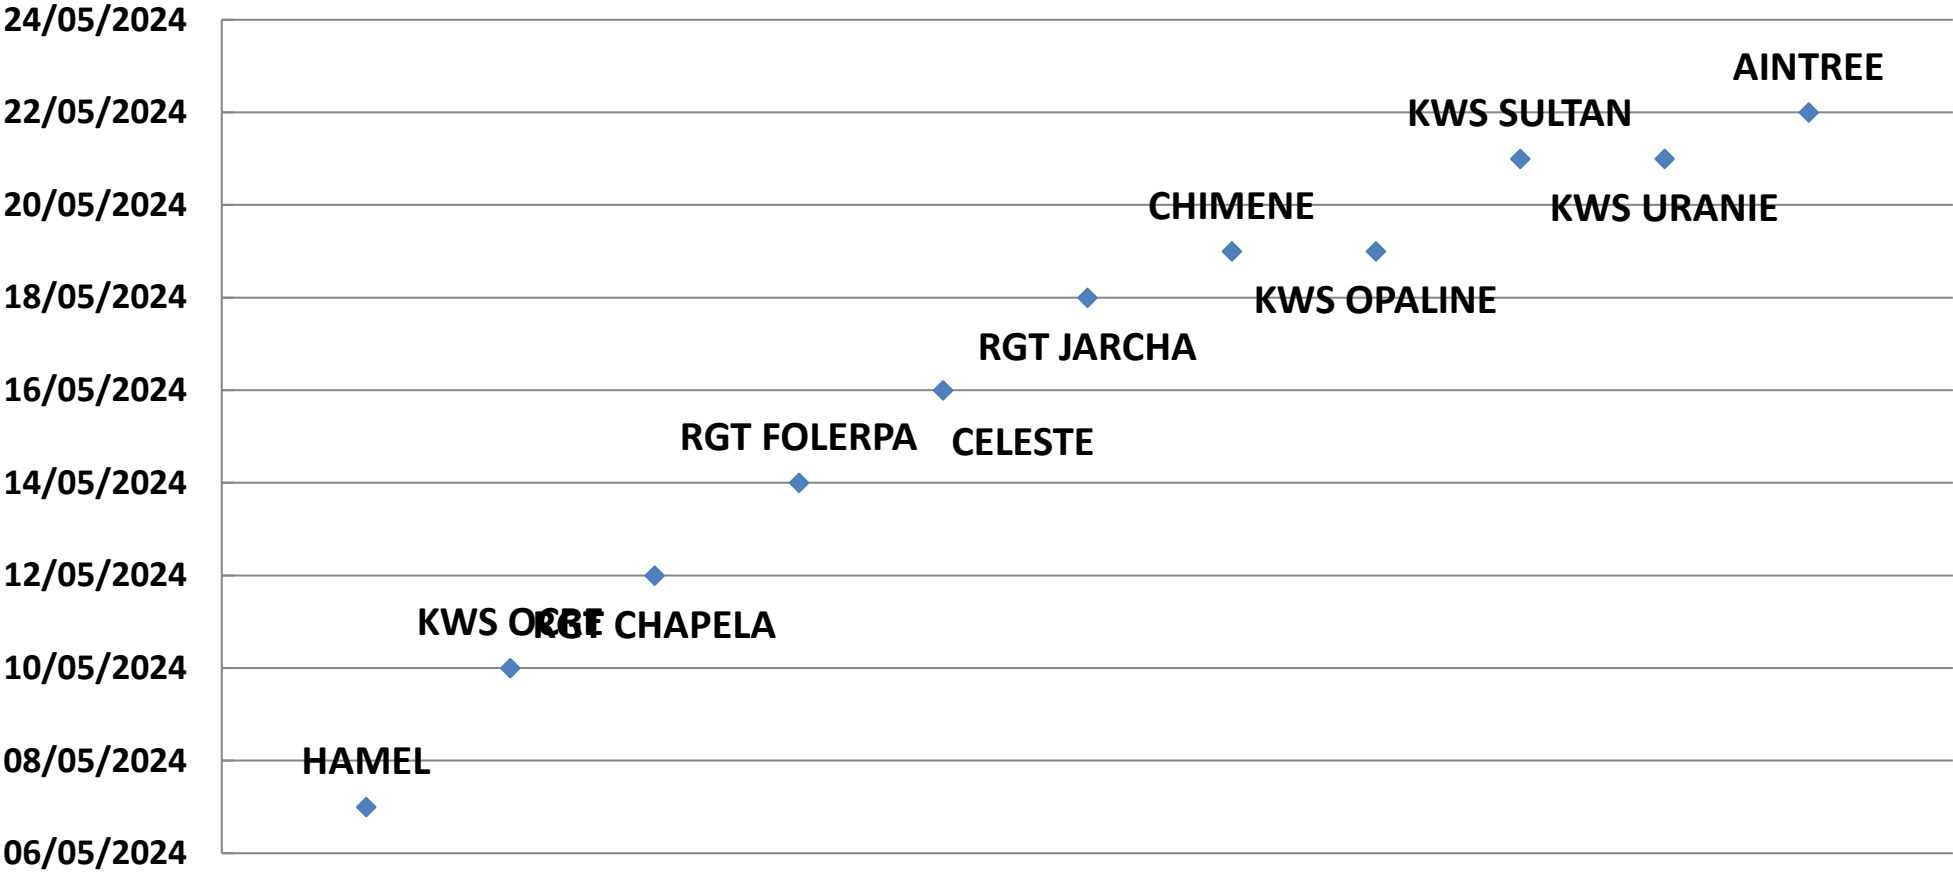 24/05/2024
AINTREE
22/05/2024
KWS SULTAN
20/05/2024
CHIMENE
KWS URANIE
18/05/2024
KWS OPALINE
RGT JARCHA
16/05/2024
RGT FOLERPA
CELESTE
14/05/2024
12/05/2024
KWS OCRE
RGT CHAPELA
10/05/2024
08/05/2024
HAMEL
06/05/2024